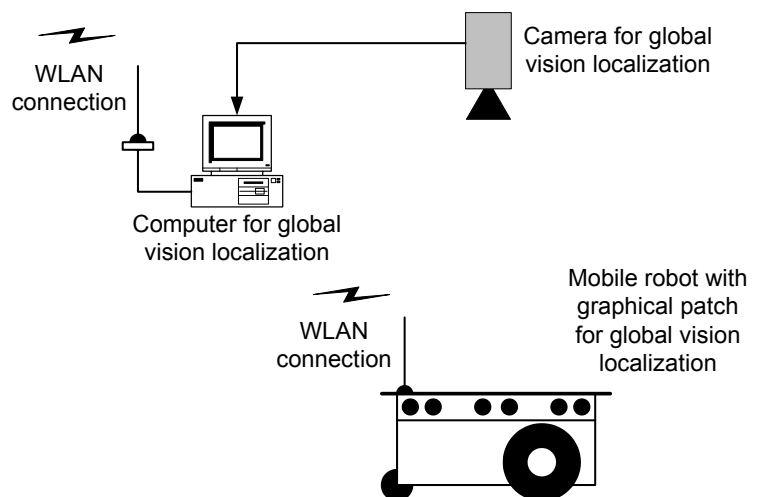 WLAN
connection
Camera for global
vision localization
Computer for global
vision localization
WLAN
connection
Mobile robot with
graphical patch
for global vision
localization